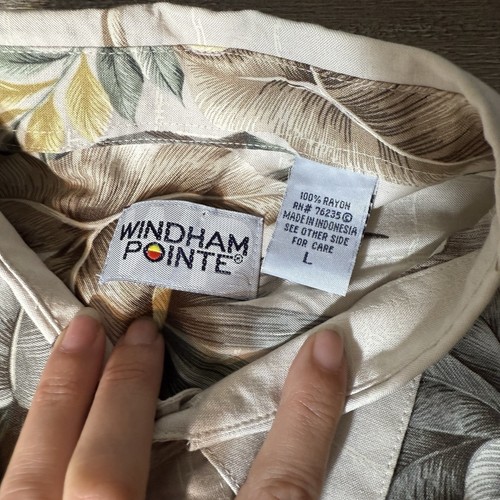 WINDHAM
POINTE®
100% RAYON
RN# 76235©
MADE IN INDONESIA
SEE OTHER SIDE
FOR CARE
L